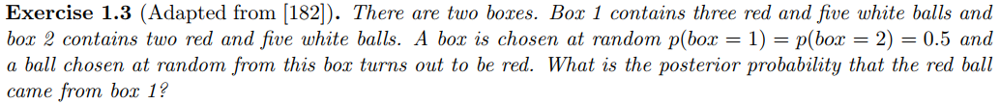 Exercise 1.3 (Adapted from [182]). There are two boxes. Box 1 contains three red and five white balls and
box 2 contains two red and five white balls. A box is chosen at random p(box = 1) = p(box = 2) = 0.5 and
a ball chosen at random from this box turns out to be red. What is the posterior probability that the red ball
came from box 1?